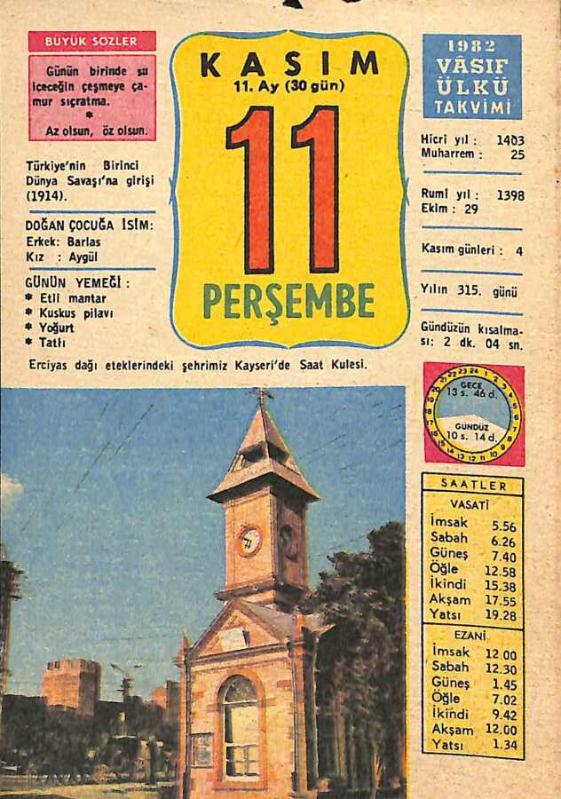 BÜYÜK SÖZLER
Günün birinde su
içeceğin çeşmeye ça-
mur sıçratma.
*
Az olsun, öz olsun.
Türkiye'nin Birinci
Dünya Savaşı'na girişi
(1914).
DOĞAN ÇOCUĞA İSİM:
Erkek: Barlas
Kız : Aygül
GÜNÜN YEMEĞİ :
* Etli mantar
* Kuskus pilavı
* Yoğurt
* Tatlı
KASIM
11. Ay (30 gün)
11
PERŞEMBE
1982
VÂSIF
ÜLKÜ
TAKVİMİ
Hicri yıl : 1403
Muharrem : 25
Rumî yıl : 1398
Ekim : 29
Kasım günleri : 4
Yılın 315. günü
Gündüzün kısalma-
sı: 2 dk. 04 sn.
Erciyas dağı eteklerindeki şehrimiz Kayseri'de Saat Kulesi.
GECE
13 s. 46 d.
GÜNDÜZ
10 s. 14 d.
SAATLER
VASATİ
İmsak 5.56
Sabah 6.26
Güneş 7.40
Öğle 12.58
İkindi 15.38
Akşam 17.55
Yatsı 19.28
EZANİ
İmsak 12.00
Sabah 12.30
Güneş 1.45
Öğle 7.02
İkindi 9.42
Akşam 12.00
Yatsı 1.34